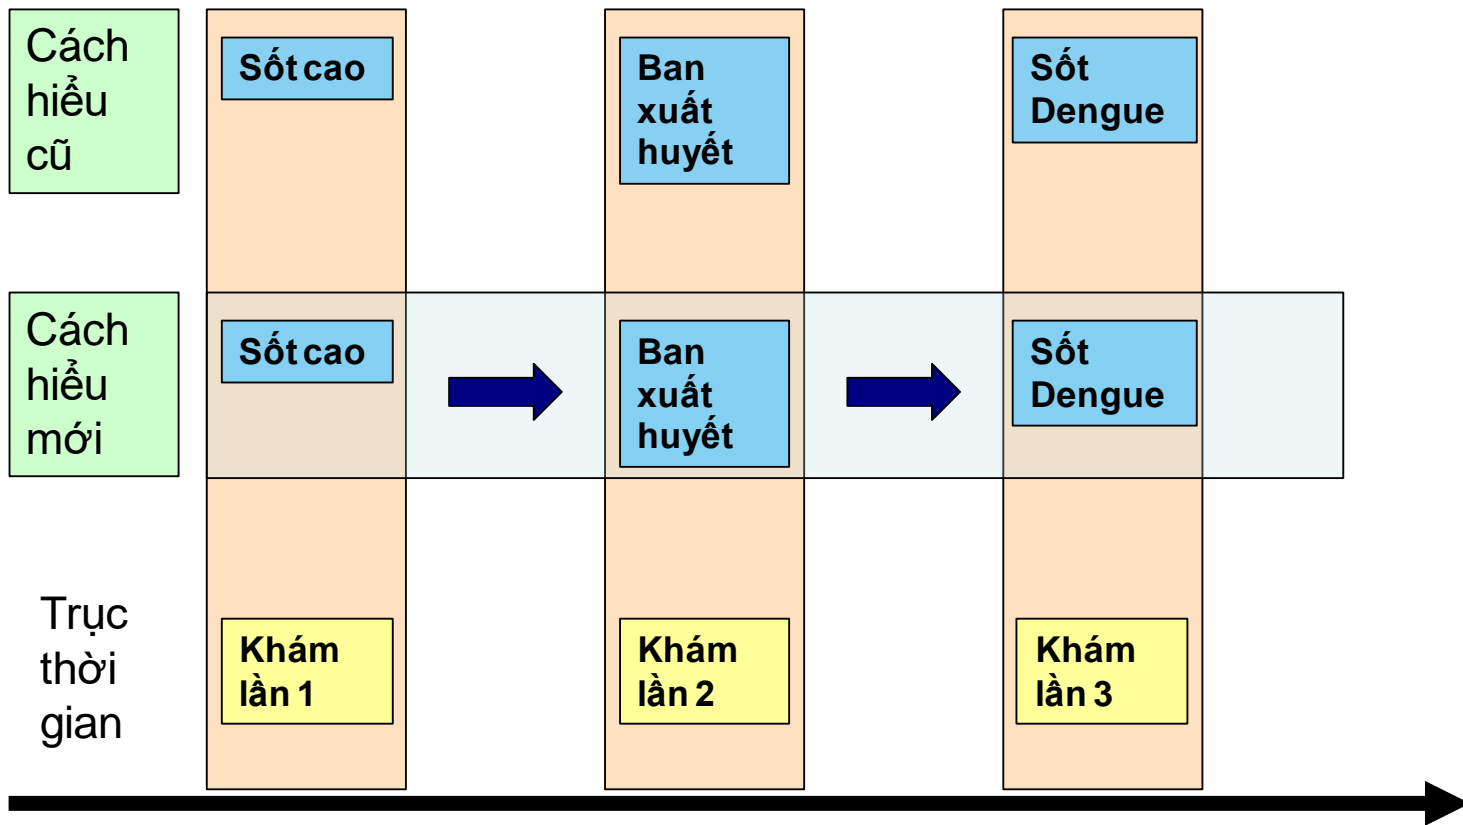 Cách
hiểu
cũ
Sốt cao
Ban
xuất
huyết
Sốt
Dengue
Cách
hiểu
mới
Sốt cao
Ban
xuất
huyết
Sốt
Dengue
Trục
thời
gian
Khám
lần 1
Khám
lần 2
Khám
lần 3